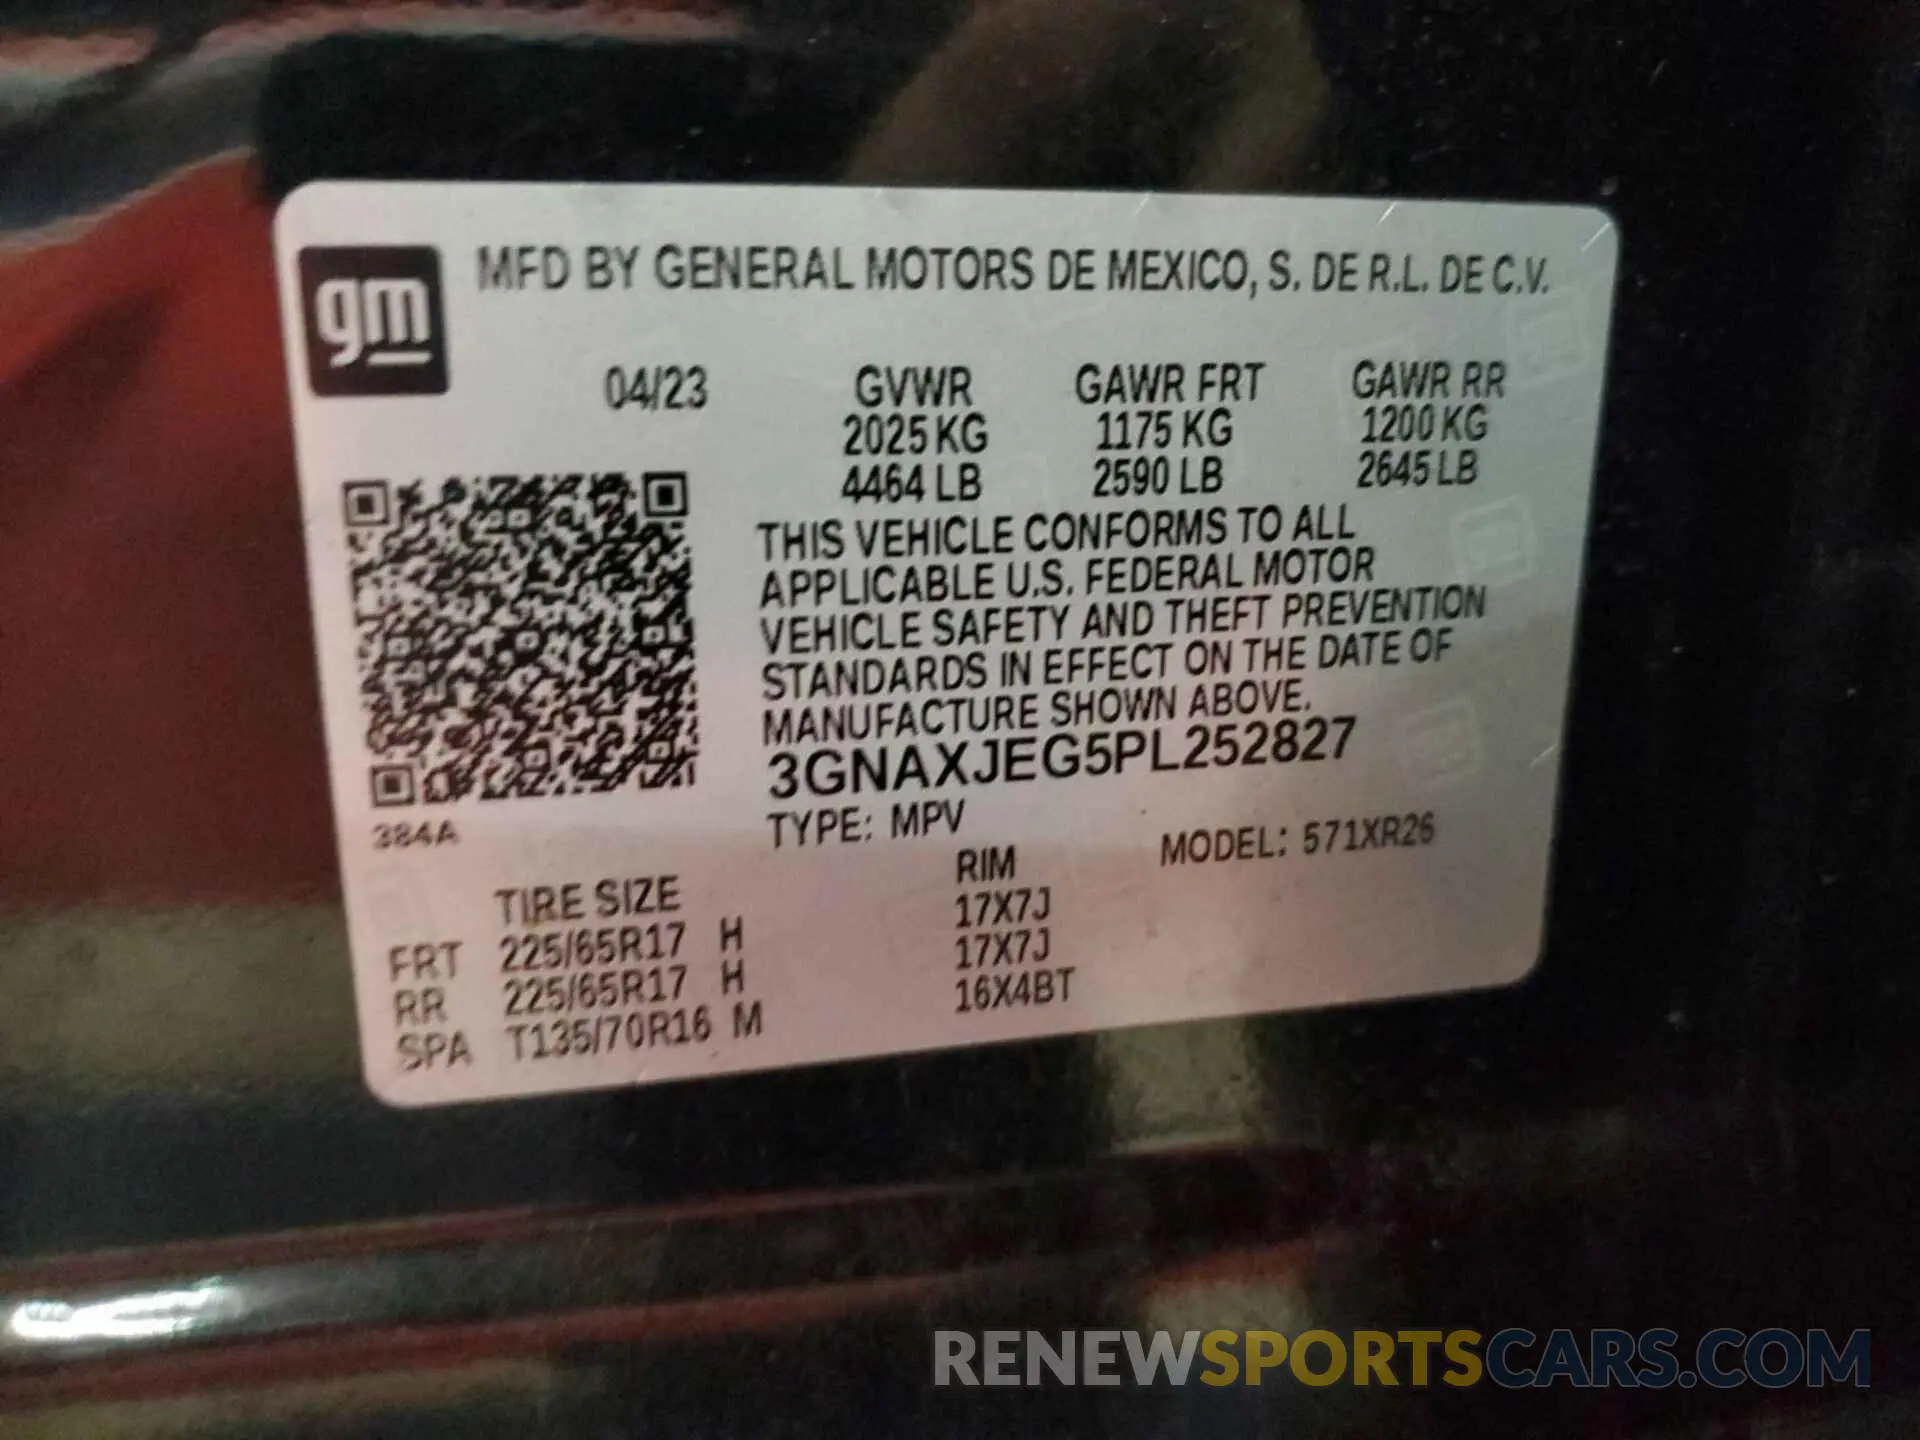 gm
MFD BY GENERAL MOTORS DE MEXICO, S. DE R.L. DE C.V.
04/23 GVWR GAWR FRT GAWR RR
2025 KG 1175 KG 1200 KG
4464 LB 2590 LB 2645 LB
THIS VEHICLE CONFORMS TO ALL
APPLICABLE U.S. FEDERAL MOTOR
VEHICLE SAFETY AND THEFT PREVENTION
STANDARDS IN EFFECT ON THE DATE OF
MANUFACTURE SHOWN ABOVE.
3GNAXJEG5PL252827
384A
TYPE: MPV MODEL: 571XR26
TIRE SIZE RIM
FRT 225/65R17 H 17X7J
RR 225/65R17 H 17X7J
SPA T135/70R16 M 16X4BT
RENEWSPORTSCARS.COM